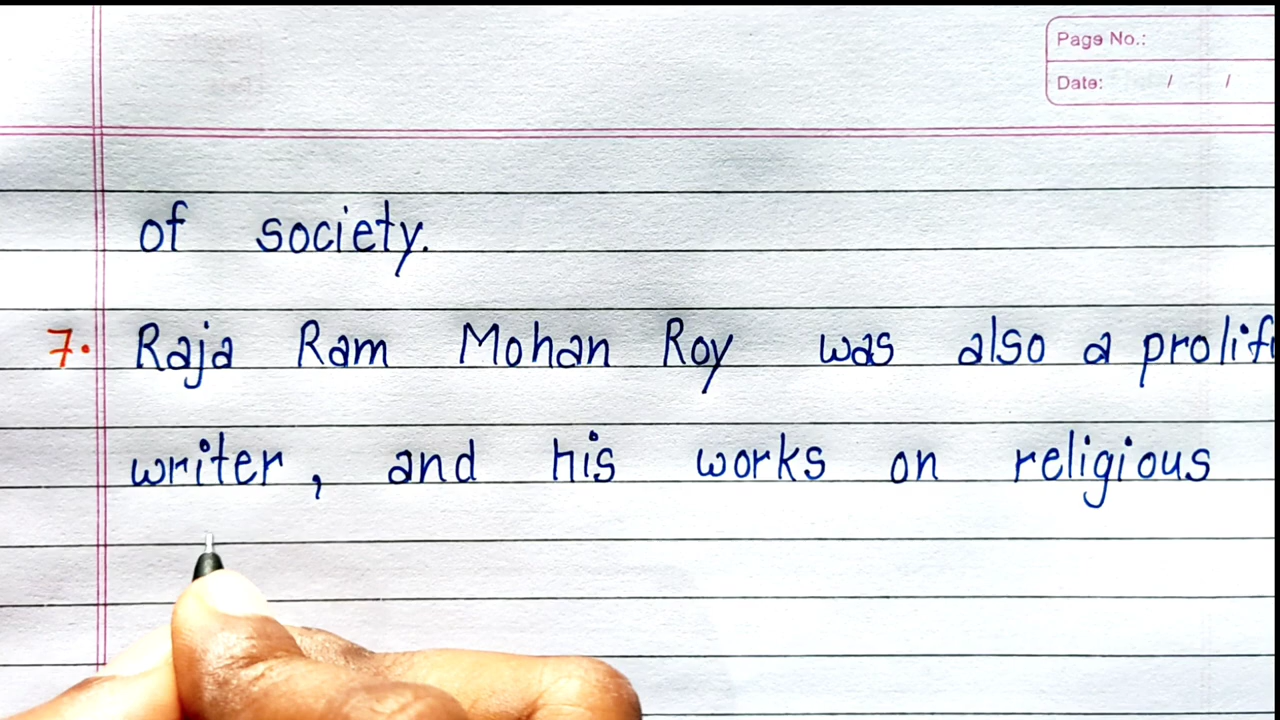 Page No.:
Date: / /
of society.
7. Raja Ram Mohan Roy was also a prolif
writer, and his works on religious